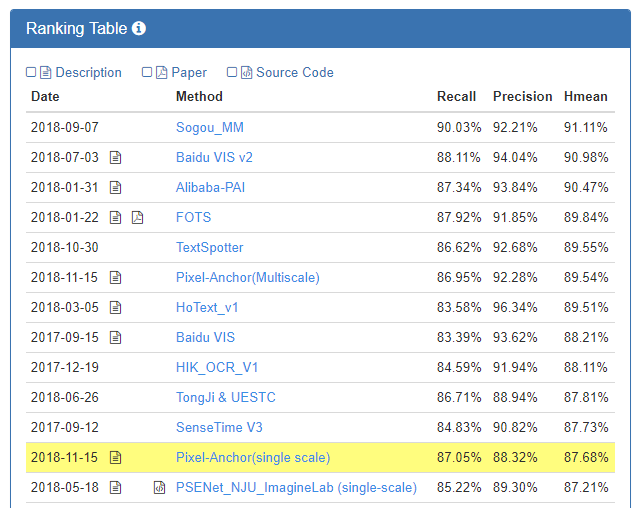 Ranking Table
Description Paper Source Code
Date Method Recall Precision Hmean
2018-09-07 Sogou_MM 90.03% 92.21% 91.11%
2018-07-03 Baidu VIS v2 88.11% 94.04% 90.98%
2018-01-31 Alibaba-PAI 87.34% 93.84% 90.47%
2018-01-22 FOTS 87.92% 91.85% 89.84%
2018-10-30 TextSpotter 86.62% 92.68% 89.55%
2018-11-15 Pixel-Anchor(Multiscale) 86.95% 92.28% 89.54%
2018-03-05 HoText_v1 83.58% 96.34% 89.51%
2017-09-15 Baidu VIS 83.39% 93.62% 88.21%
2017-12-19 HIK_OCR_V1 84.59% 91.94% 88.11%
2018-06-26 TongJi & UESTC 86.71% 88.94% 87.81%
2017-09-12 SenseTime V3 84.83% 90.82% 87.73%
2018-11-15 Pixel-Anchor(single scale) 87.05% 88.32% 87.68%
2018-05-18 PSENet_NJU_ImagineLab (single-scale) 85.22% 89.30% 87.21%